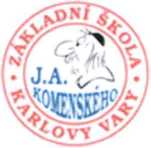 ZÁKLADNÍ ŠKOLA
J.A.
KOMENSKÉHO
KARLOVY VARY